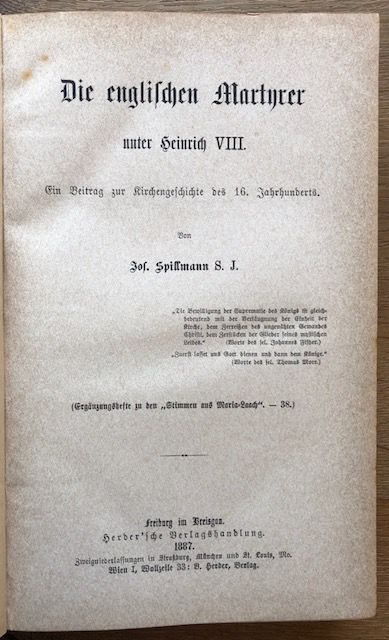 Die englischen Martyrer
unter Heinrich VIII.
Ein Beitrag zur Kirchengeschichte des 16. Jahrhunderts.
Von
Jos. Spillmann S. J.
„Die Bewilligung der Suprematie des Königs ist gleich-
bedeutend mit der Verläugnung der Einheit der
Kirche, dem Zerreißen des ungenähten Gewandes
Christi, dem Zerstücken der Glieder seines mystischen
Leibes.“ (Worte des sel. Johannes Fisher.)
„Zuerst lasset uns Gott dienen und dann dem König.“
(Worte des sel. Thomas More.)
(Ergänzungshefte zu den „Stimmen aus Maria-Laach“. — 38.)
Freiburg im Breisgau.
Herder'sche Verlagshandlung.
1887.
Zweigniederlassungen in Straßburg, München und St. Louis, Mo.
Wien I, Wollzeile 33: B. Herder, Verlag.